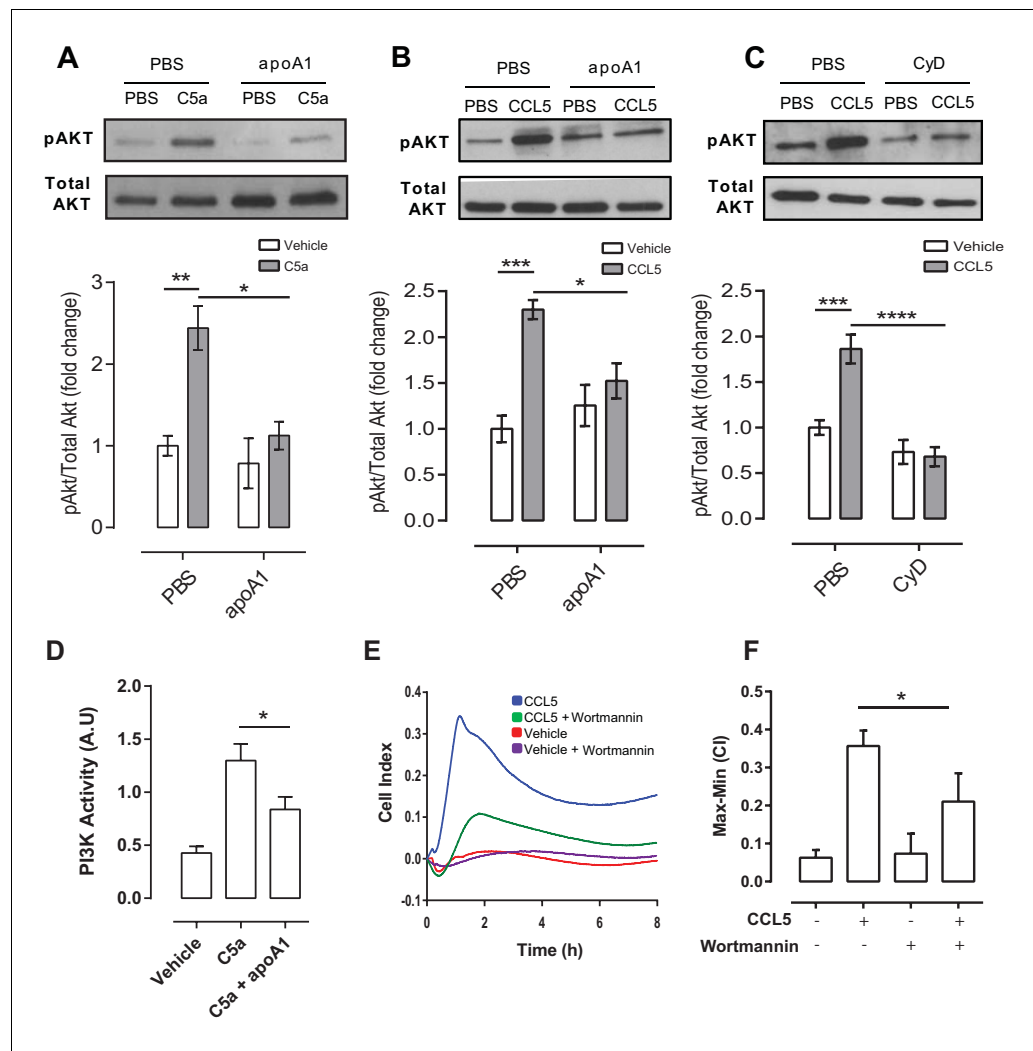 A
PBS apoA1
PBS C5a PBS C5a
pAKT
Total
AKT
Vehicle
C5a
** *
pAkt/Total Akt (fold change)
3
2
1
0
PBS
apoA1
B
PBS apoA1
PBS CCL5 PBS CCL5
pAKT
Total
AKT
Vehicle
CCL5
*** *
pAkt/Total Akt (fold change)
2.5
2.0
1.5
1.0
0.5
0.0
PBS
apoA1
C
PBS CyD
PBS CCL5 PBS CCL5
pAKT
Total
AKT
Vehicle
CCL5
*** ****
pAkt/Total Akt (fold change)
2.5
2.0
1.5
1.0
0.5
0.0
PBS
CyD
D
PI3K Activity (A.U)
2.0
1.5
1.0
0.5
0.0
*
Vehicle
C5a
C5a + apoA1
E
Cell Index
0.4
0.3
0.2
0.1
0.0
-0.1
CCL5
CCL5 + Wortmannin
Vehicle
Vehicle + Wortmannin
0 2 4 6 8
Time (h)
F
Max-Min (CI)
0.5
0.4
0.3
0.2
0.1
0.0
*
CCL5 - + - +
Wortmannin - - + +